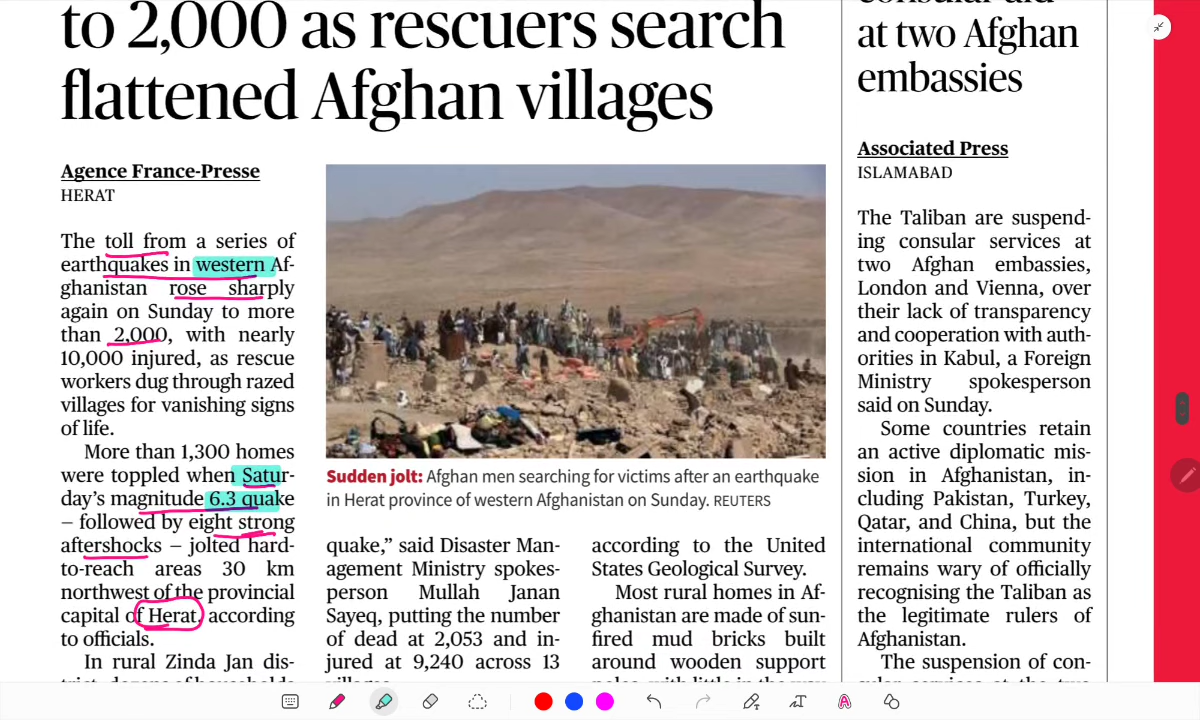 to 2,000 as rescuers search
flattened Afghan villages
Agence France-Presse
HERAT
The toll from a series of
earthquakes in western Af-
ghanistan rose sharply
again on Sunday to more
than 2,000, with nearly
10,000 injured, as rescue
workers dug through razed
villages for vanishing signs
of life.
More than 1,300 homes
were toppled when Satur-
day's magnitude 6.3 quake
– followed by eight strong
aftershocks – jolted hard-
to-reach areas 30 km
northwest of the provincial
capital of Herat, according
to officials.
In rural Zinda Jan dis-
Sudden jolt: Afghan men searching for victims after an earthquake
in Herat province of western Afghanistan on Sunday. REUTERS
quake,” said Disaster Man-
agement Ministry spokes-
person Mullah Janan
Sayeq, putting the number
of dead at 2,053 and in-
jured at 9,240 across 13
according to the United
States Geological Survey.
Most rural homes in Af-
ghanistan are made of sun-
fired mud bricks built
around wooden support
at two Afghan
embassies
Associated Press
ISLAMABAD
The Taliban are suspend-
ing consular services at
two Afghan embassies,
London and Vienna, over
their lack of transparency
and cooperation with auth-
orities in Kabul, a Foreign
Ministry spokesperson
said on Sunday.
Some countries retain
an active diplomatic mis-
sion in Afghanistan, in-
cluding Pakistan, Turkey,
Qatar, and China, but the
international community
remains wary of officially
recognising the Taliban as
the legitimate rulers of
Afghanistan.
The suspension of con-